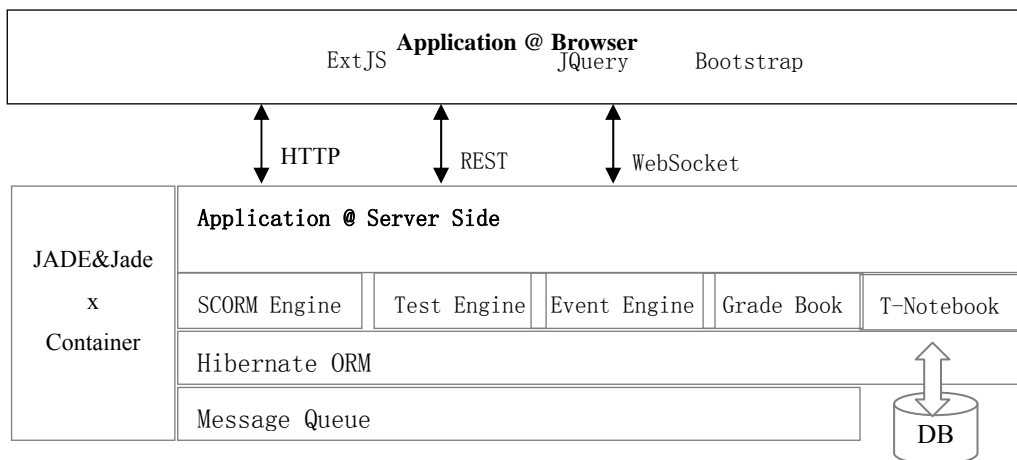 Application @ Browser
ExtJS JQuery Bootstrap
HTTP REST WebSocket
Application @ Server Side
JADE&Jade
x
Container
SCORM Engine Test Engine Event Engine Grade Book T-Notebook
Hibernate ORM
Message Queue
DB